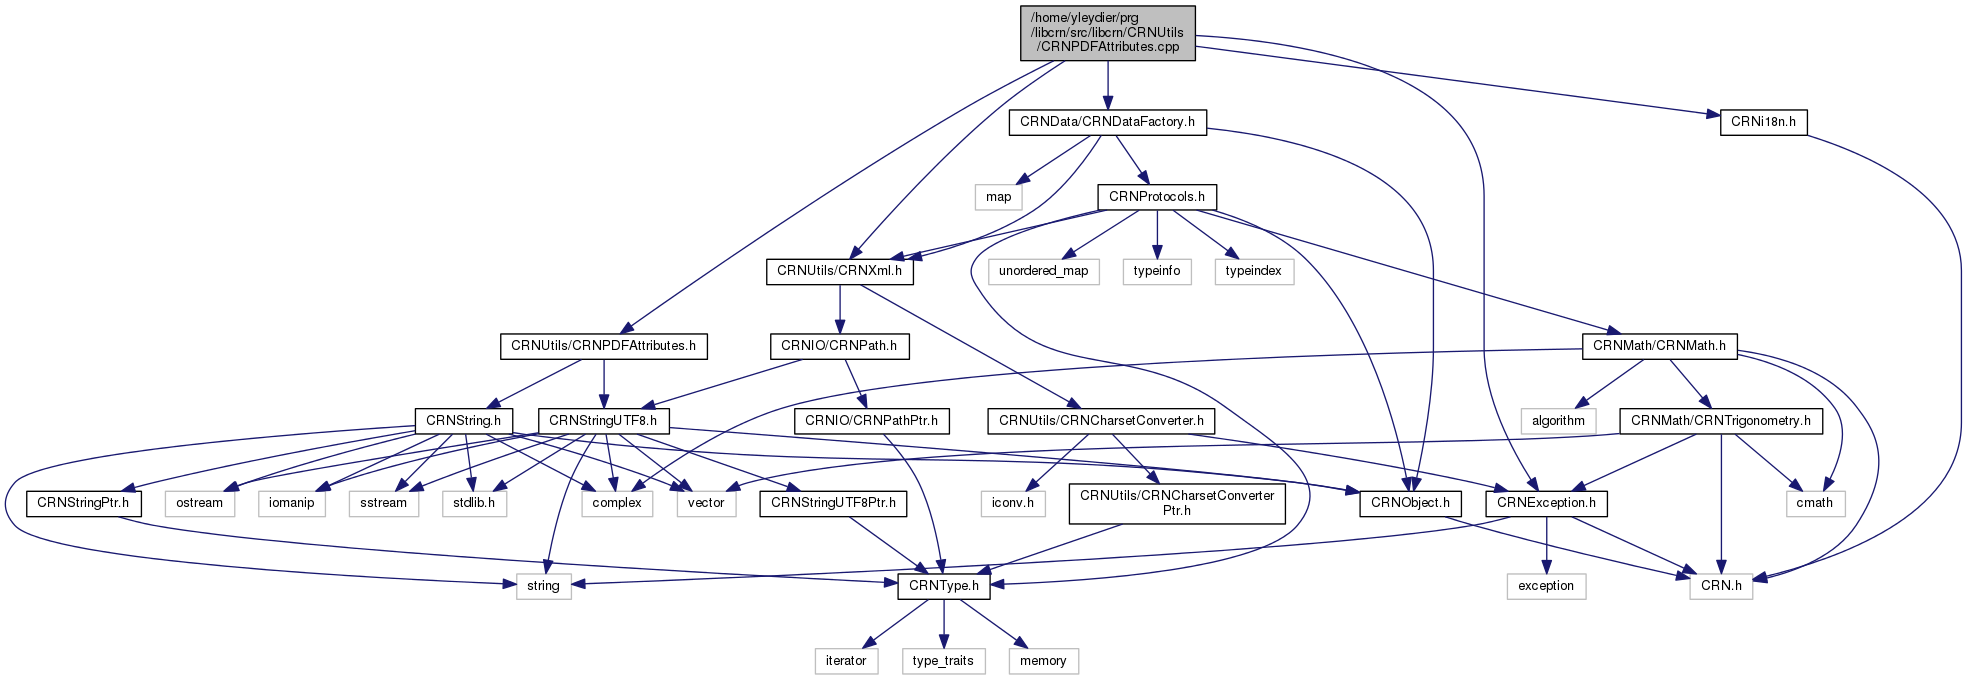 /home/yleydier/prg
/libcrn/src/libcrn/CRNUtils
/CRNPDFAttributes.cpp
CRNData/CRNDataFactory.h
CRNi18n.h
map
CRNProtocols.h
CRNUtils/CRNXml.h
unordered_map
typeinfo
typeindex
CRNUtils/CRNPDFAttributes.h
CRNIO/CRNPath.h
CRNMath/CRNMath.h
CRNString.h
CRNStringUTF8.h
CRNIO/CRNPathPtr.h
CRNUtils/CRNCharsetConverter.h
algorithm
CRNMath/CRNTrigonometry.h
CRNStringPtr.h
ostream
iomanip
sstream
stdlib.h
complex
vector
CRNStringUTF8Ptr.h
iconv.h
CRNUtils/CRNCharsetConverter
Ptr.h
CRNObject.h
CRNException.h
cmath
string
CRNType.h
exception
CRN.h
iterator
type_traits
memory